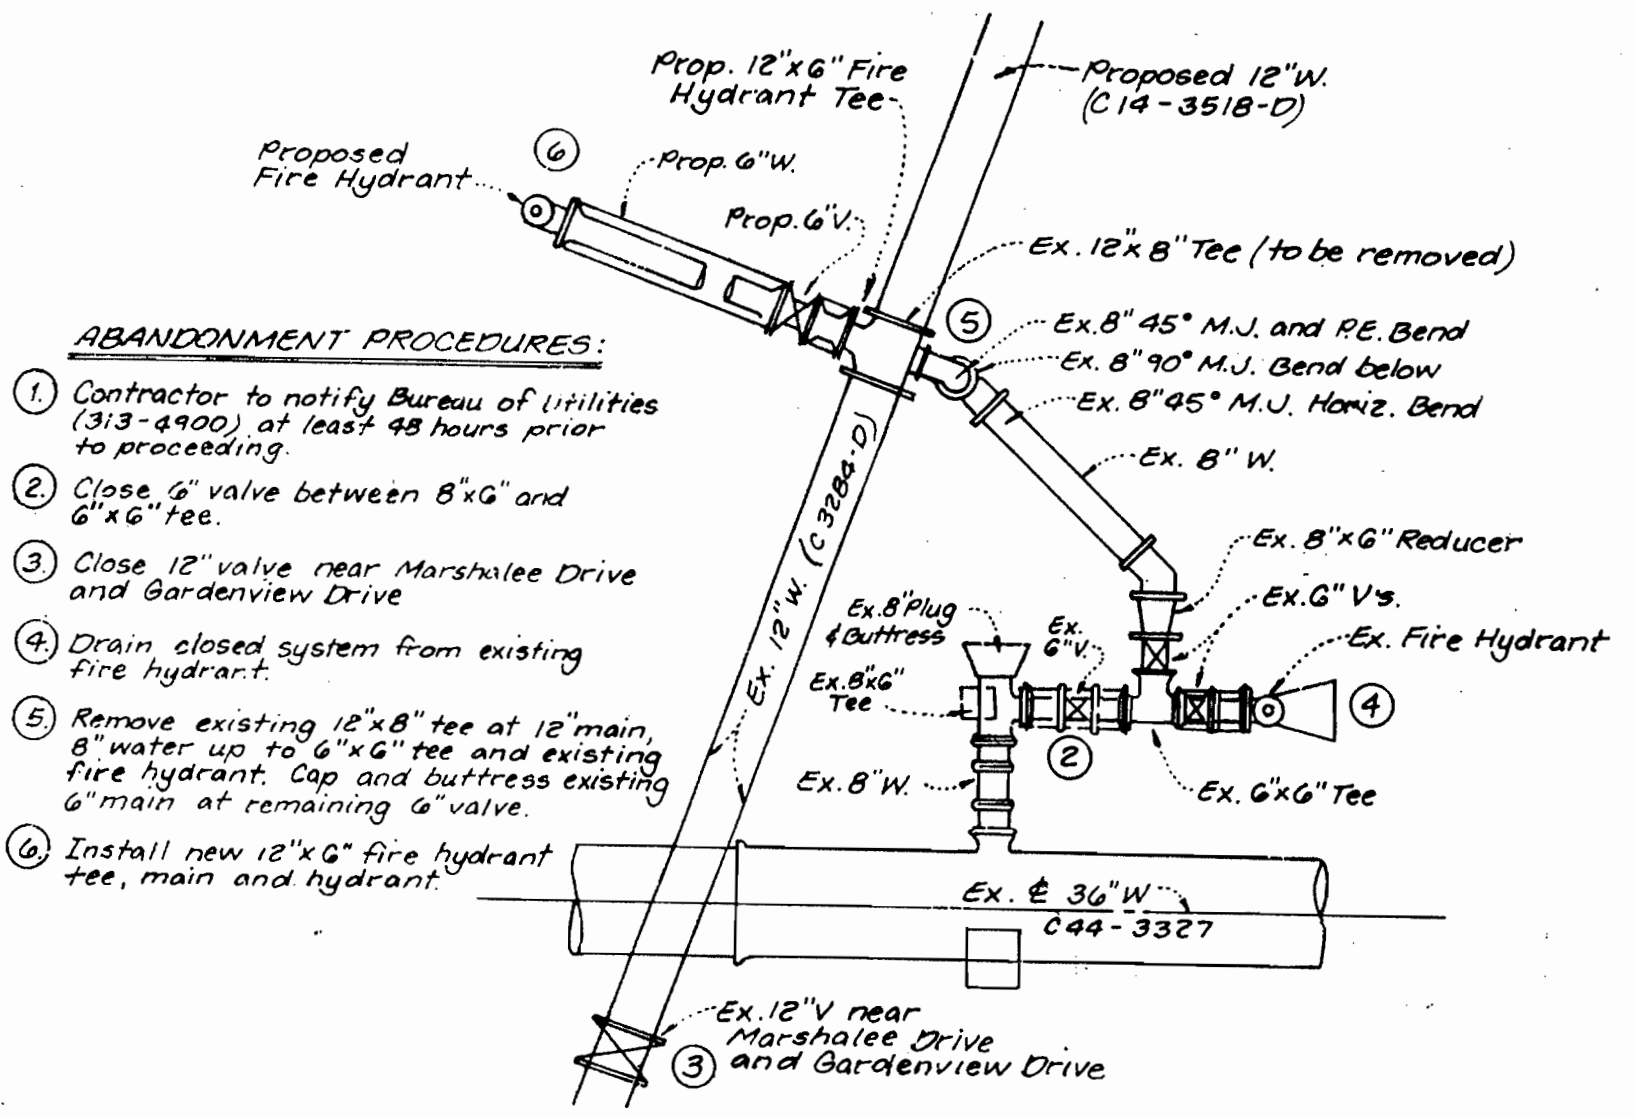 Prop. 12"x6" Fire
Hydrant Tee
Proposed 12"W.
(C14-3518-D)
Proposed
Fire Hydrant
6
Prop. 6"W.
Prop. 6"V.
Ex. 12"x8" Tee (to be removed)
5
Ex. 8" 45° M.J. and P.E. Bend
Ex. 8" 90° M.J. Bend below
Ex. 8" 45° M.J. Horiz. Bend
Ex. 8" W.
Ex. 8"x6" Reducer
Ex. 6" V's.
Ex. Fire Hydrant
4
Ex. 8" Plug
& Buttress
Ex.
6"V.
Ex. 8"x6"
Tee
2
Ex. 8"W.
Ex. 6"x6" Tee
Ex. 12"W. (C 3284-D)
Ex. ℄ 36"W
C44-3327
Ex. 12"V near
Marshalee Drive
and Gardenview Drive
3
ABANDONMENT PROCEDURES:
1. Contractor to notify Bureau of Utilities
(313-4900) at least 48 hours prior
to proceeding.
2. Close 6" valve between 8"x6" and
6"x6" tee.
3. Close 12" valve near Marshalee Drive
and Gardenview Drive
4. Drain closed system from existing
fire hydrant.
5. Remove existing 12"x8" tee at 12" main,
8" water up to 6"x6" tee and existing
fire hydrant. Cap and buttress existing
6" main at remaining 6" valve.
6. Install new 12"x6" fire hydrant
tee, main and hydrant.